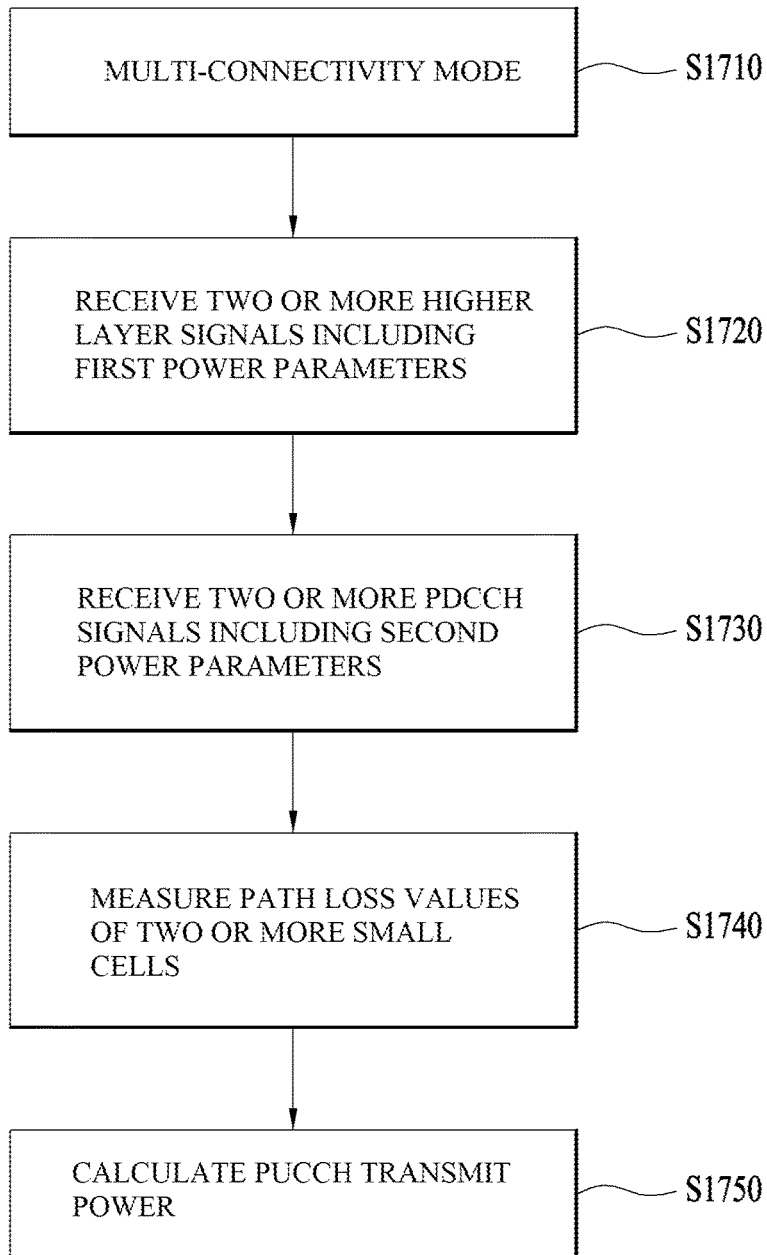 MULTI-CONNECTIVITY MODE
S1710
RECEIVE TWO OR MORE HIGHER
LAYER SIGNALS INCLUDING
FIRST POWER PARAMETERS
S1720
RECEIVE TWO OR MORE PDCCH
SIGNALS INCLUDING SECOND
POWER PARAMETERS
S1730
MEASURE PATH LOSS VALUES
OF TWO OR MORE SMALL
CELLS
S1740
CALCULATE PUCCH TRANSMIT
POWER
S1750